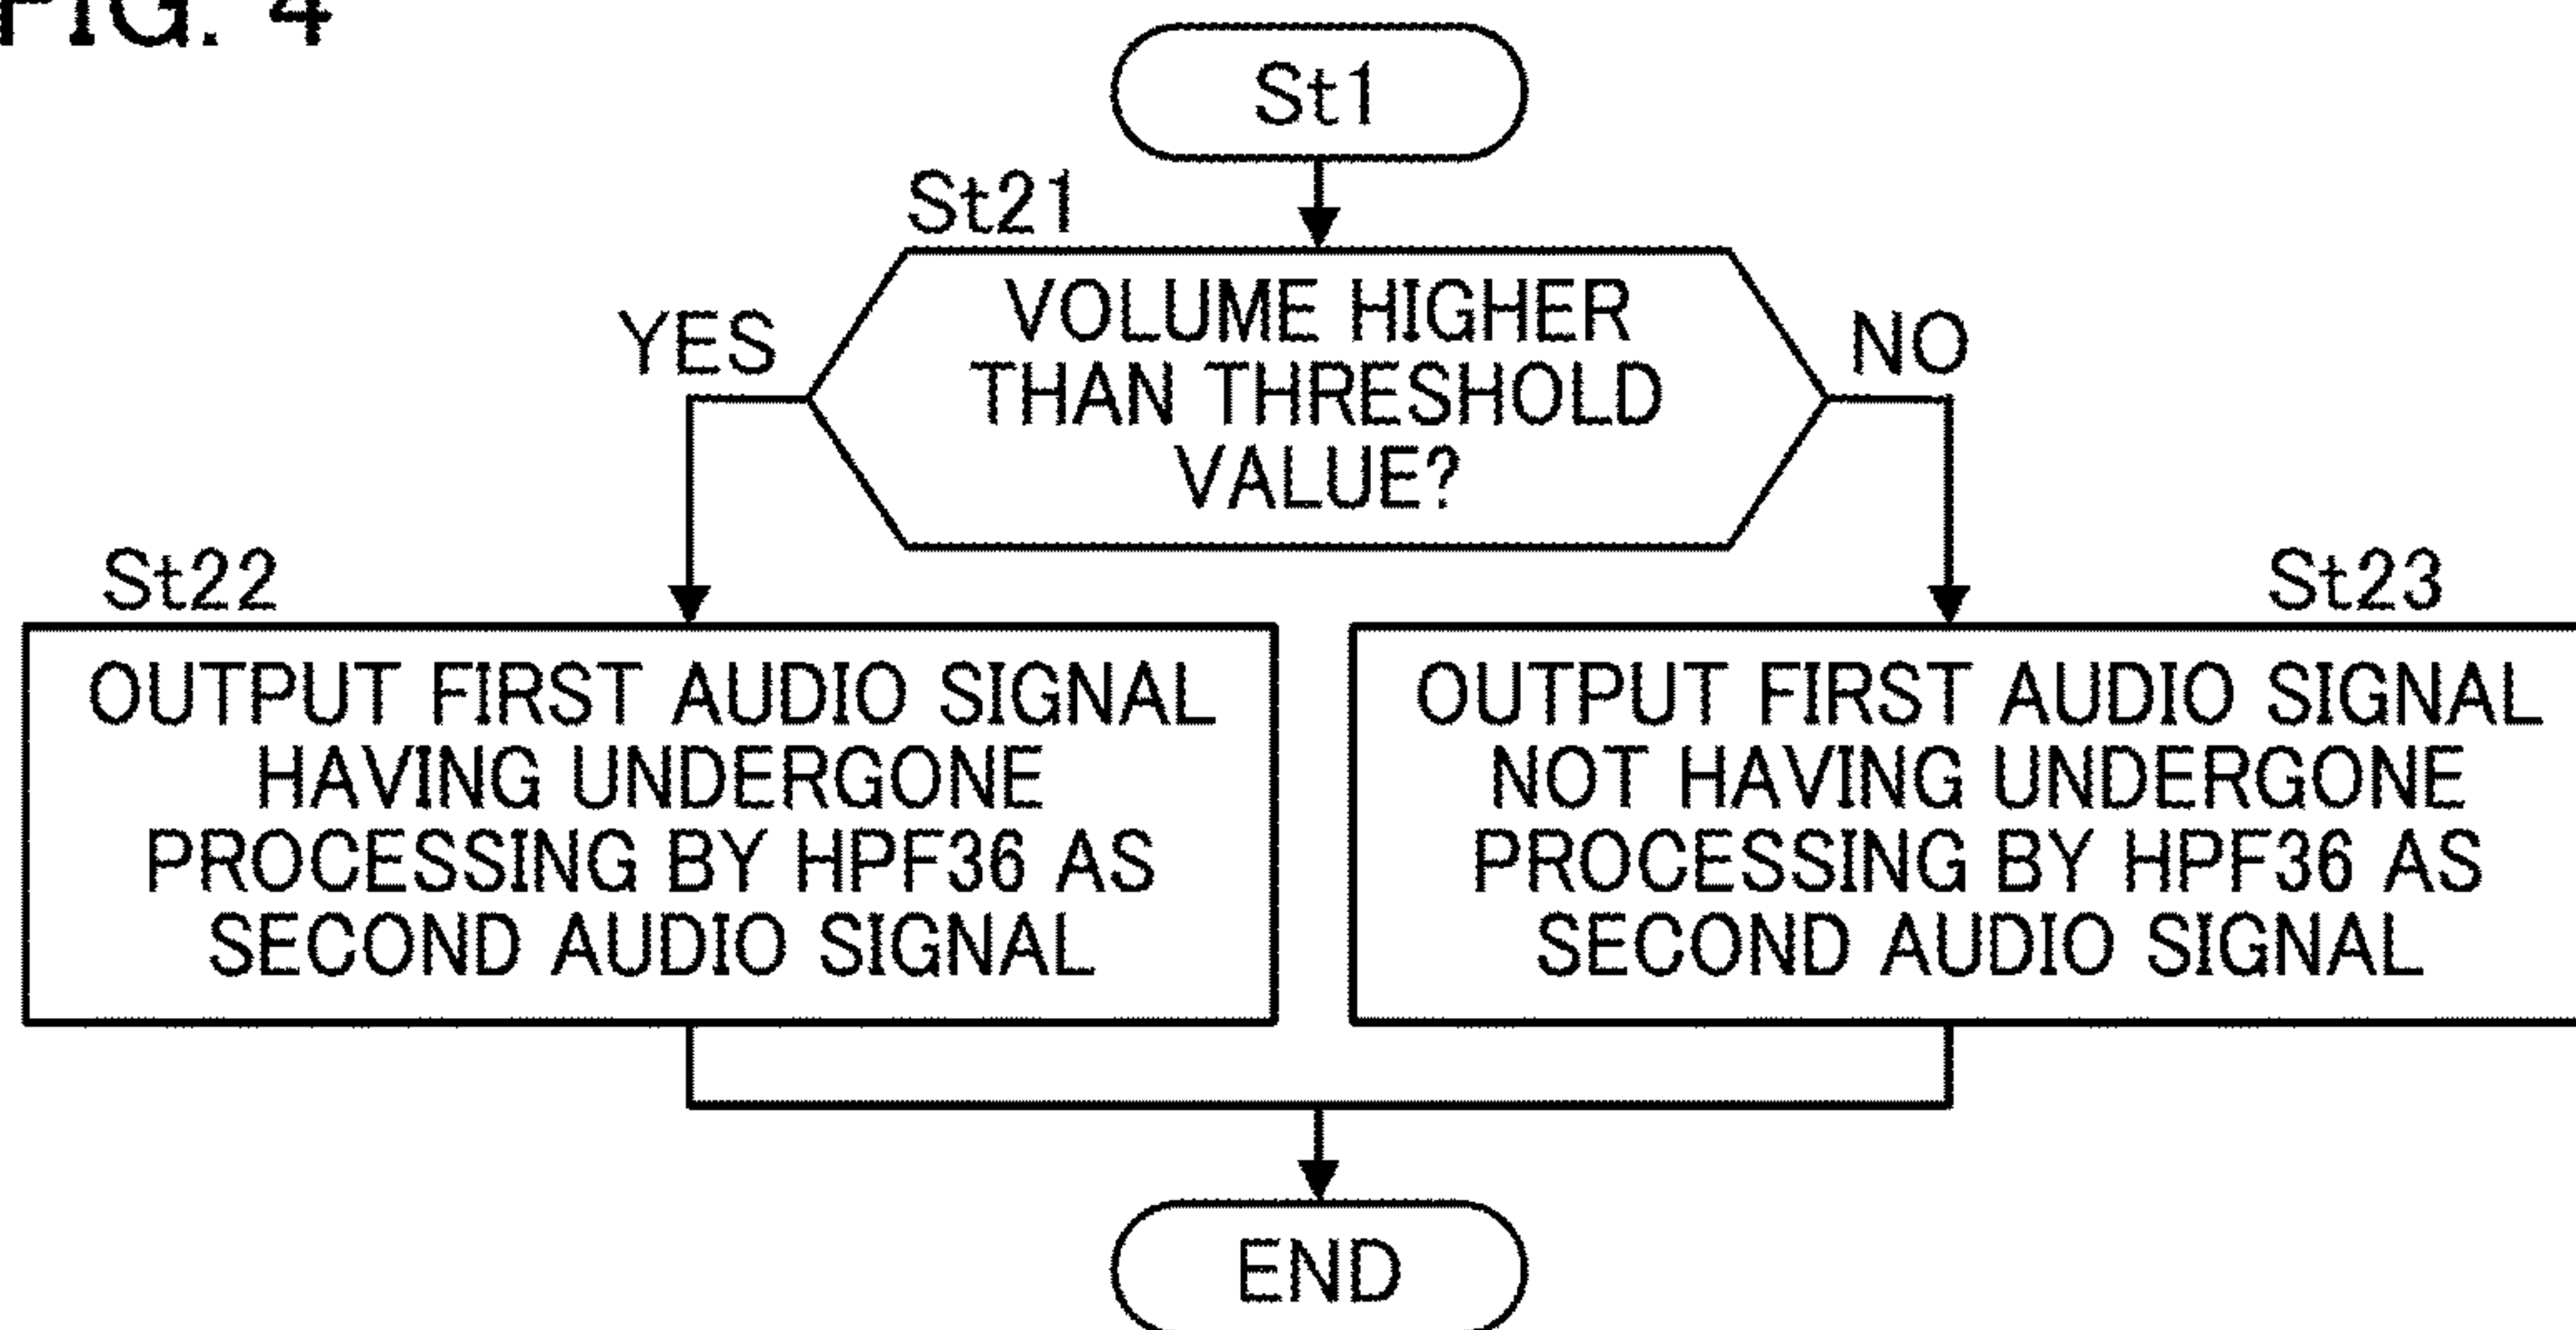 FIG. 4
St1
St21
VOLUME HIGHER
THAN THRESHOLD
VALUE?
YES
NO
St22
OUTPUT FIRST AUDIO SIGNAL
HAVING UNDERGONE
PROCESSING BY HPF36 AS
SECOND AUDIO SIGNAL
St23
OUTPUT FIRST AUDIO SIGNAL
NOT HAVING UNDERGONE
PROCESSING BY HPF36 AS
SECOND AUDIO SIGNAL
END